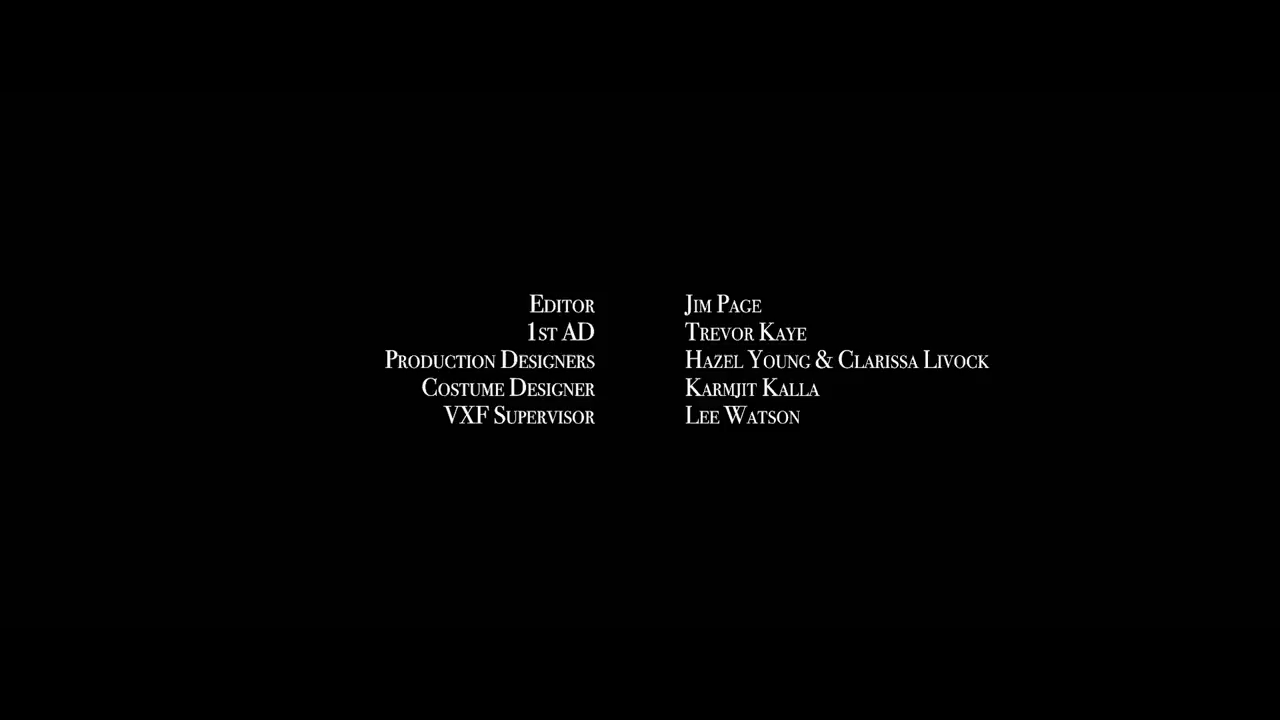 Editor Jim Page
1st AD Trevor Kaye
Production Designers Hazel Young & Clarissa Livock
Costume Designer Karmjit Kalla
VXF Supervisor Lee Watson